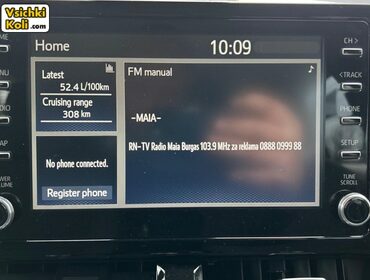 Vsichki
Koli.com
Home
10:09
CH >
Latest
52.4 L/100km
Cruising range
308 km
FM manual
-MAIA-
RN-TV Radio Maia Burgas 103.9 MHz za reklama 0888 0999 88
No phone connected.
Register phone
< TRACK
PHONE
SETUP
TUNE
SCROLL